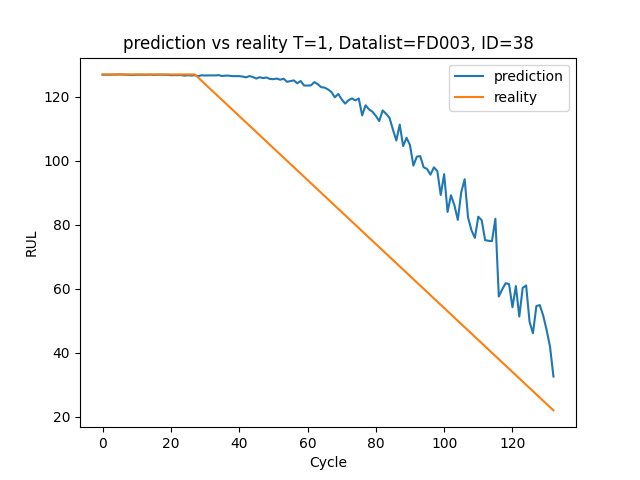 prediction vs reality T=1, Datalist=FD003, ID=38
prediction
reality
120
100
80
60
40
20
RUL
0 20 40 60 80 100 120
Cycle